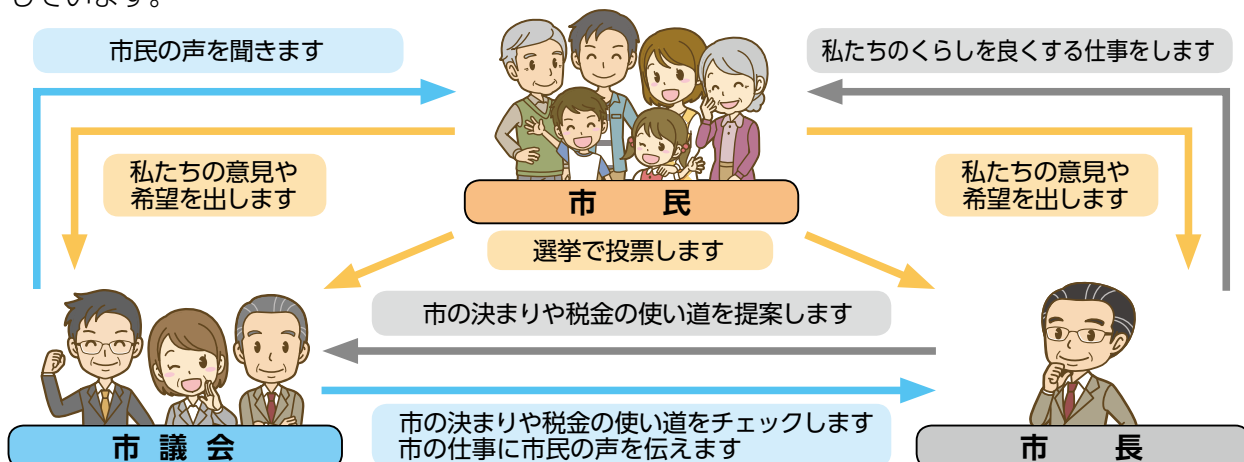 しています。
市民の声を聞きます
私たちのくらしを良くする仕事をします
私たちの意見や
希望を出します
私たちの意見や
希望を出します
市　民
選挙で投票します
市の決まりや税金の使い道を提案します
市の決まりや税金の使い道をチェックします
市の仕事に市民の声を伝えます
市 議 会
市　長